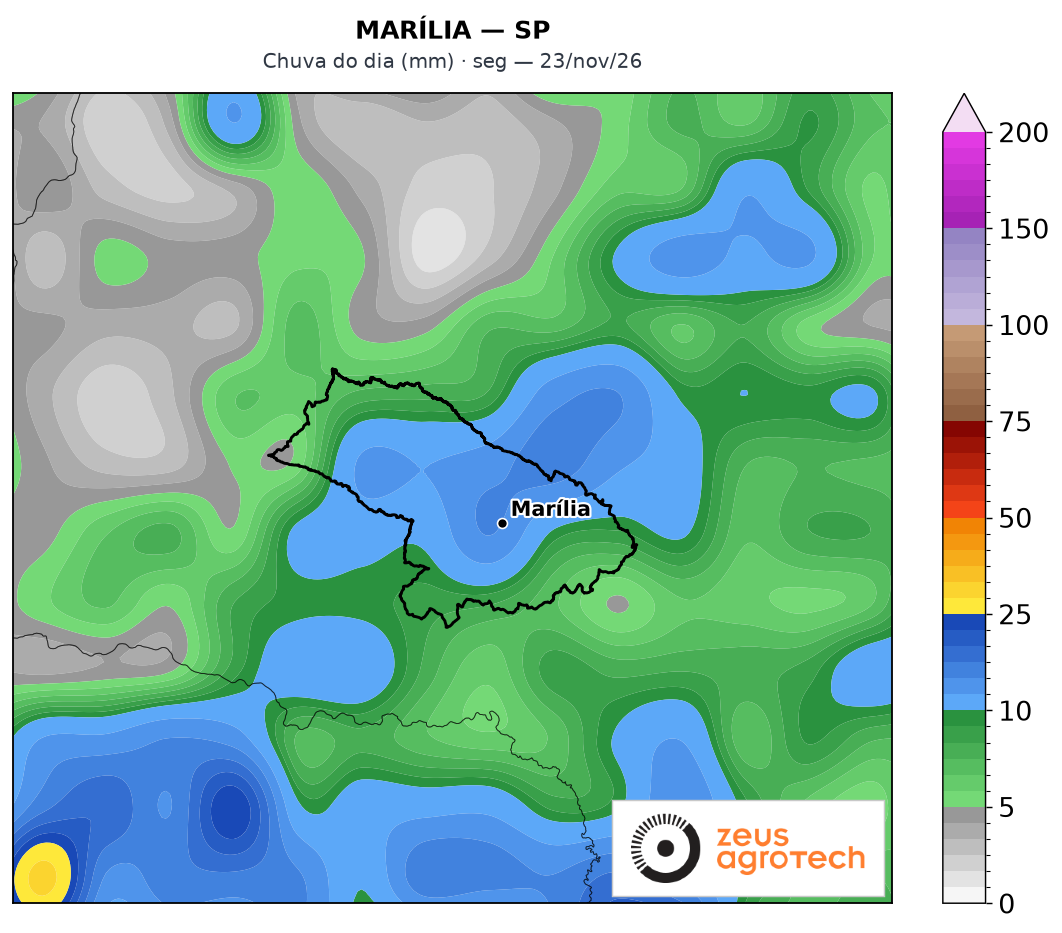 MARÍLIA — SP
Chuva do dia (mm) · seg — 23/nov/26
200
150
100
75
50
25
10
5
0
Marília
zeus
agrotech